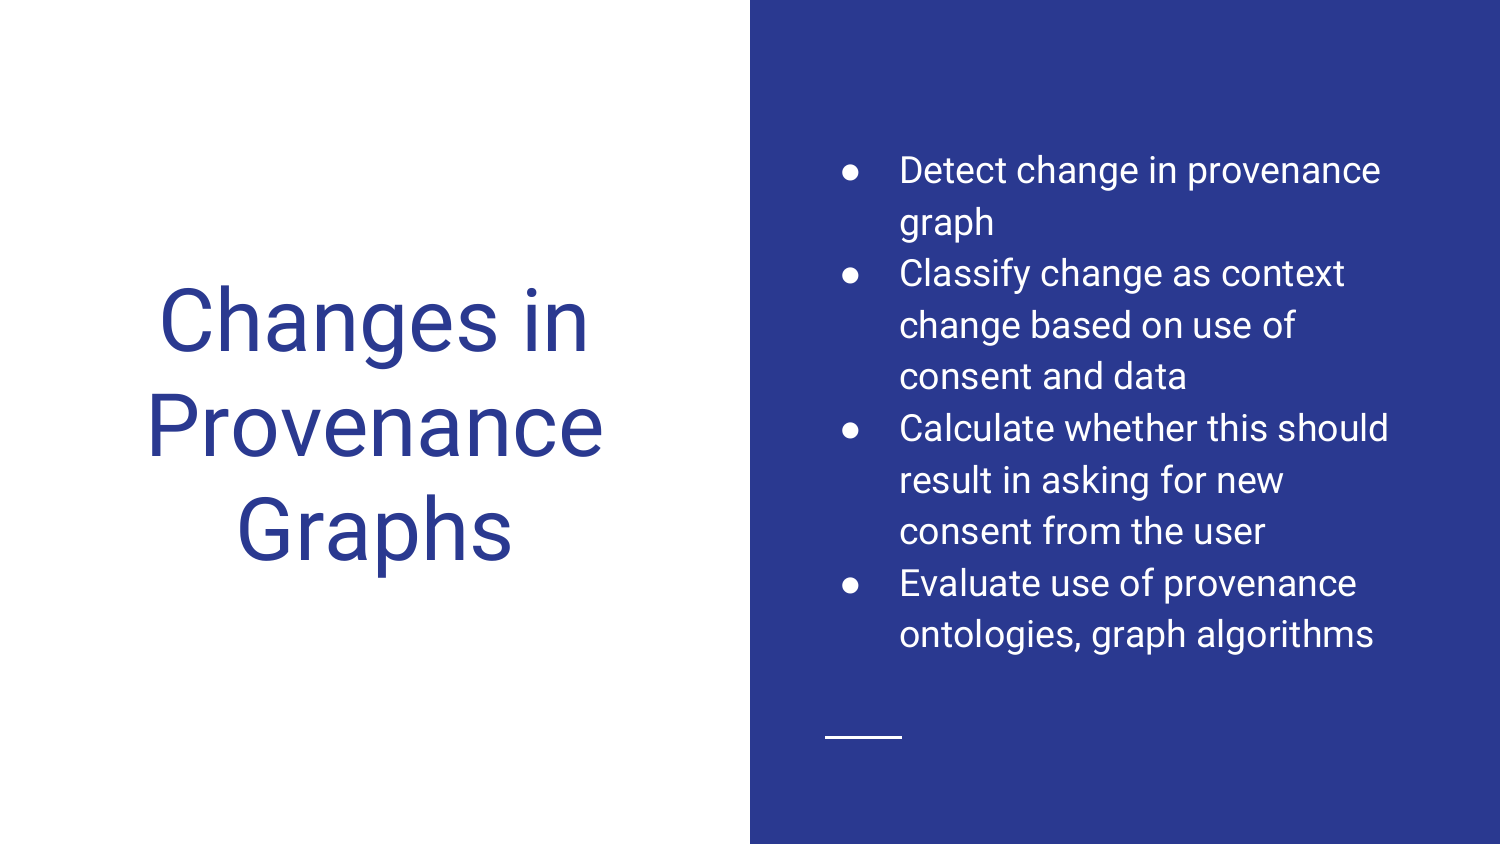 Changes in
Provenance
Graphs
● Detect change in provenance
graph
● Classify change as context
change based on use of
consent and data
● Calculate whether this should
result in asking for new
consent from the user
● Evaluate use of provenance
ontologies, graph algorithms